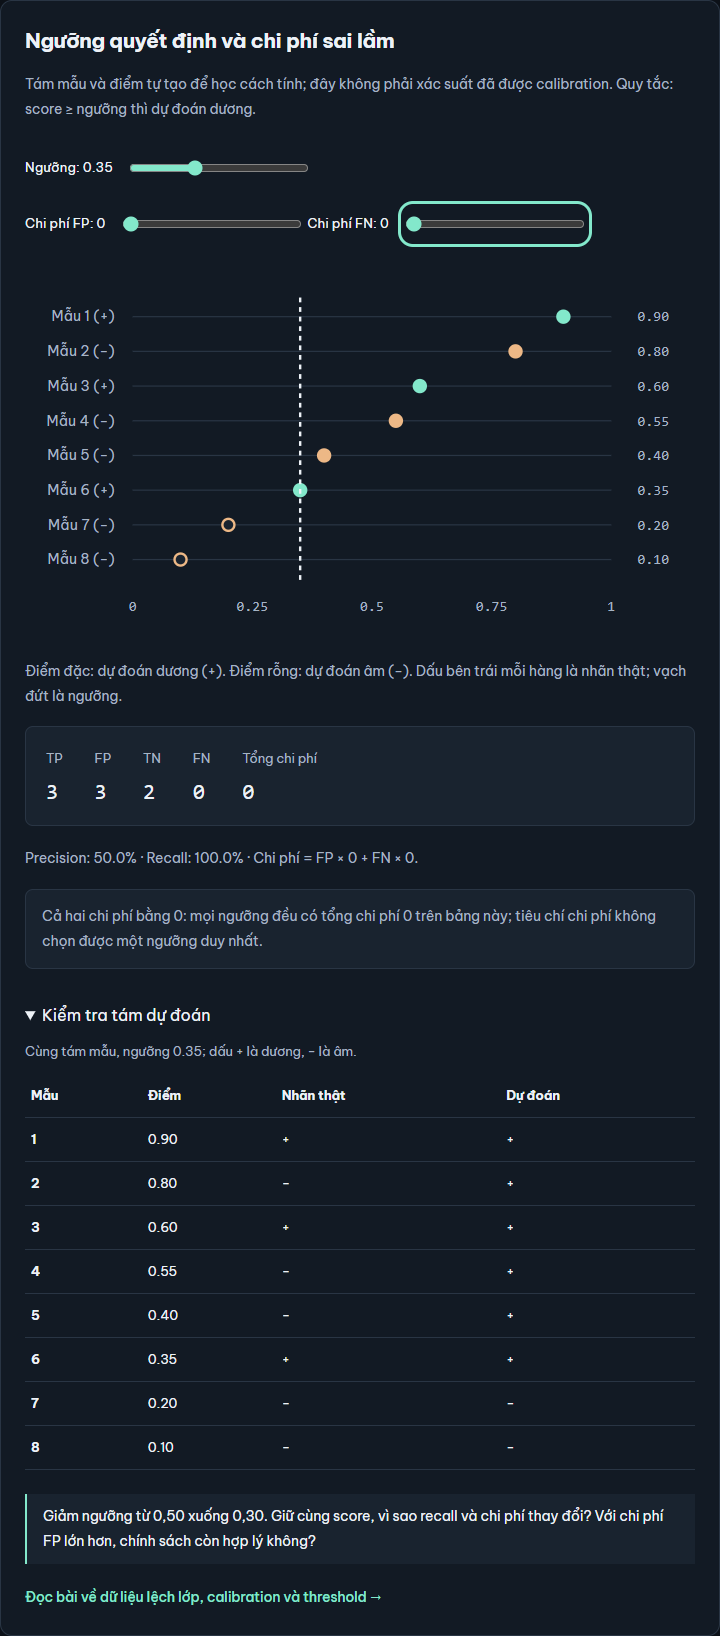 Ngưỡng quyết định và chi phí sai lầm
Tám mẫu và điểm tự tạo để học cách tính; đây không phải xác suất đã được calibration. Quy tắc:
score ≥ ngưỡng thì dự đoán dương.
Ngưỡng: 0.35
Chi phí FP: 0 Chi phí FN: 0
Mẫu 1 (+) 0.90
Mẫu 2 (−) 0.80
Mẫu 3 (+) 0.60
Mẫu 4 (−) 0.55
Mẫu 5 (−) 0.40
Mẫu 6 (+) 0.35
Mẫu 7 (−) 0.20
Mẫu 8 (−) 0.10
0 0.25 0.5 0.75 1
Điểm đặc: dự đoán dương (+). Điểm rỗng: dự đoán âm (−). Dấu bên trái mỗi hàng là nhãn thật; vạch
đứt là ngưỡng.
TP FP TN FN Tổng chi phí
3 3 2 0 0
Precision: 50.0% · Recall: 100.0% · Chi phí = FP × 0 + FN × 0.
Cả hai chi phí bằng 0: mọi ngưỡng đều có tổng chi phí 0 trên bảng này; tiêu chí chi phí không
chọn được một ngưỡng duy nhất.
▼ Kiểm tra tám dự đoán
Cùng tám mẫu, ngưỡng 0.35; dấu + là dương, − là âm.
Mẫu Điểm Nhãn thật Dự đoán
1 0.90 + +
2 0.80 − +
3 0.60 + +
4 0.55 − +
5 0.40 − +
6 0.35 + +
7 0.20 − −
8 0.10 − −
Giảm ngưỡng từ 0,50 xuống 0,30. Giữ cùng score, vì sao recall và chi phí thay đổi? Với chi phí
FP lớn hơn, chính sách còn hợp lý không?
Đọc bài về dữ liệu lệch lớp, calibration và threshold →